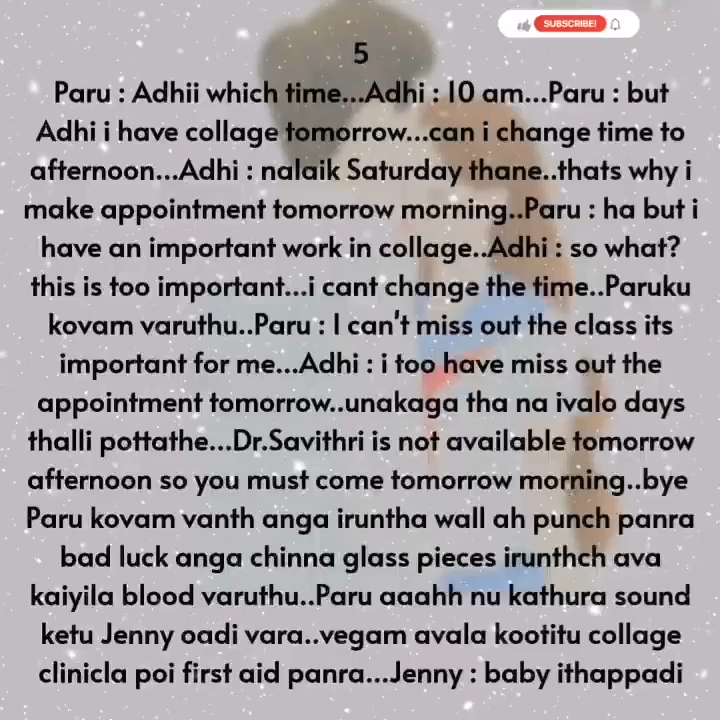 SUBSCRIBE!
5
Paru : Adhii which time...Adhi : 10 am...Paru : but
Adhi i have collage tomorrow...can i change time to
afternoon...Adhi : nalaik Saturday thane..thats why i
make appointment tomorrow morning..Paru : ha but i
have an important work in collage..Adhi : so what?
this is too important...i cant change the time..Paruku
kovam varuthu..Paru : I can't miss out the class its
important for me...Adhi : i too have miss out the
appointment tomorrow..unakaga tha na ivalo days
thalli pottathe...Dr.Savithri is not available tomorrow
afternoon so you must come tomorrow morning..bye
Paru kovam vanth anga iruntha wall ah punch panra
bad luck anga chinna glass pieces irunthch ava
kaiyila blood varuthu..Paru aaahh nu kathura sound
ketu Jenny oadi vara..vegam avala kootitu collage
clinicla poi first aid panra...Jenny : baby ithappadi